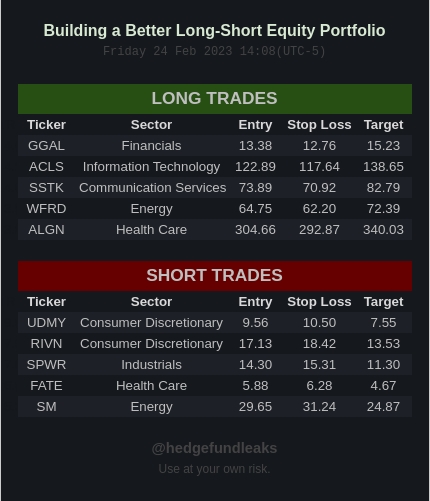 Building a Better Long-Short Equity Portfolio
Friday 24 Feb 2023 14:08(UTC-5)
LONG TRADES
Ticker Sector Entry Stop Loss Target
GGAL Financials 13.38 12.76 15.23
ACLS Information Technology 122.89 117.64 138.65
SSTK Communication Services 73.89 70.92 82.79
WFRD Energy 64.75 62.20 72.39
ALGN Health Care 304.66 292.87 340.03
SHORT TRADES
Ticker Sector Entry Stop Loss Target
UDMY Consumer Discretionary 9.56 10.50 7.55
RIVN Consumer Discretionary 17.13 18.42 13.53
SPWR Industrials 14.30 15.31 11.30
FATE Health Care 5.88 6.28 4.67
SM Energy 29.65 31.24 24.87
@hedgefundleaks
Use at your own risk.